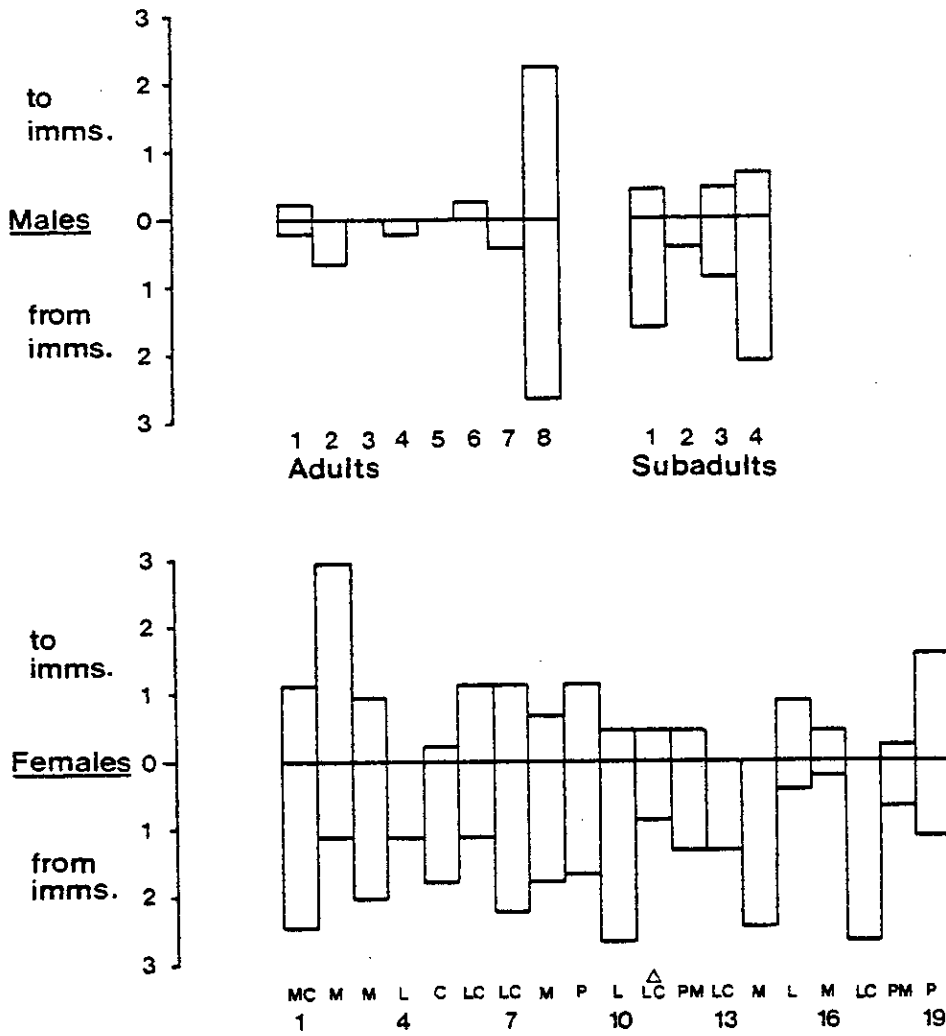 3
2
to
imms.
1
Males 0
1
from
imms.
2
3
1 2 3 4 5 6 7 8
Adults
1 2 3 4
Subadults
3
2
to
imms.
1
Females 0
1
from
imms.
2
3
MC M M L C LC LC M P L LC PM LC M L M LC PM P
1 4 7 10 13 16 19